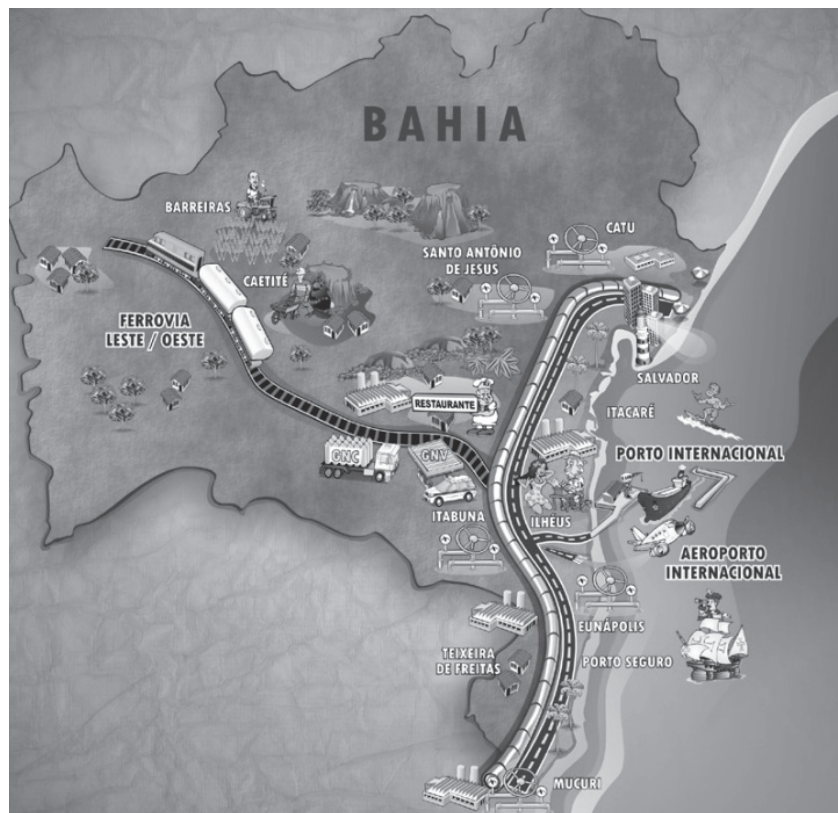 BAHIA
BARREIRAS
CATU
SANTO ANTÔNIO
DE JESUS
CAETITÉ
FERROVIA
LESTE / OESTE
SALVADOR
RESTAURANTE
ITACARÉ
PORTO INTERNACIONAL
GNC
GNV
ITABUNA
ILHÉUS
AEROPORTO
INTERNACIONAL
EUNÁPOLIS
TEIXEIRA
DE FREITAS
PORTO SEGURO
MUCURI